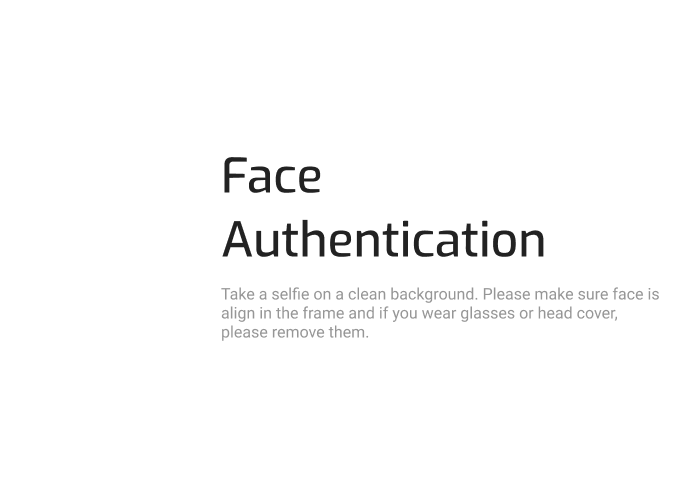 Face
Authentication
Take a selfie on a clean background. Please make sure face is
align in the frame and if you wear glasses or head cover,
please remove them.